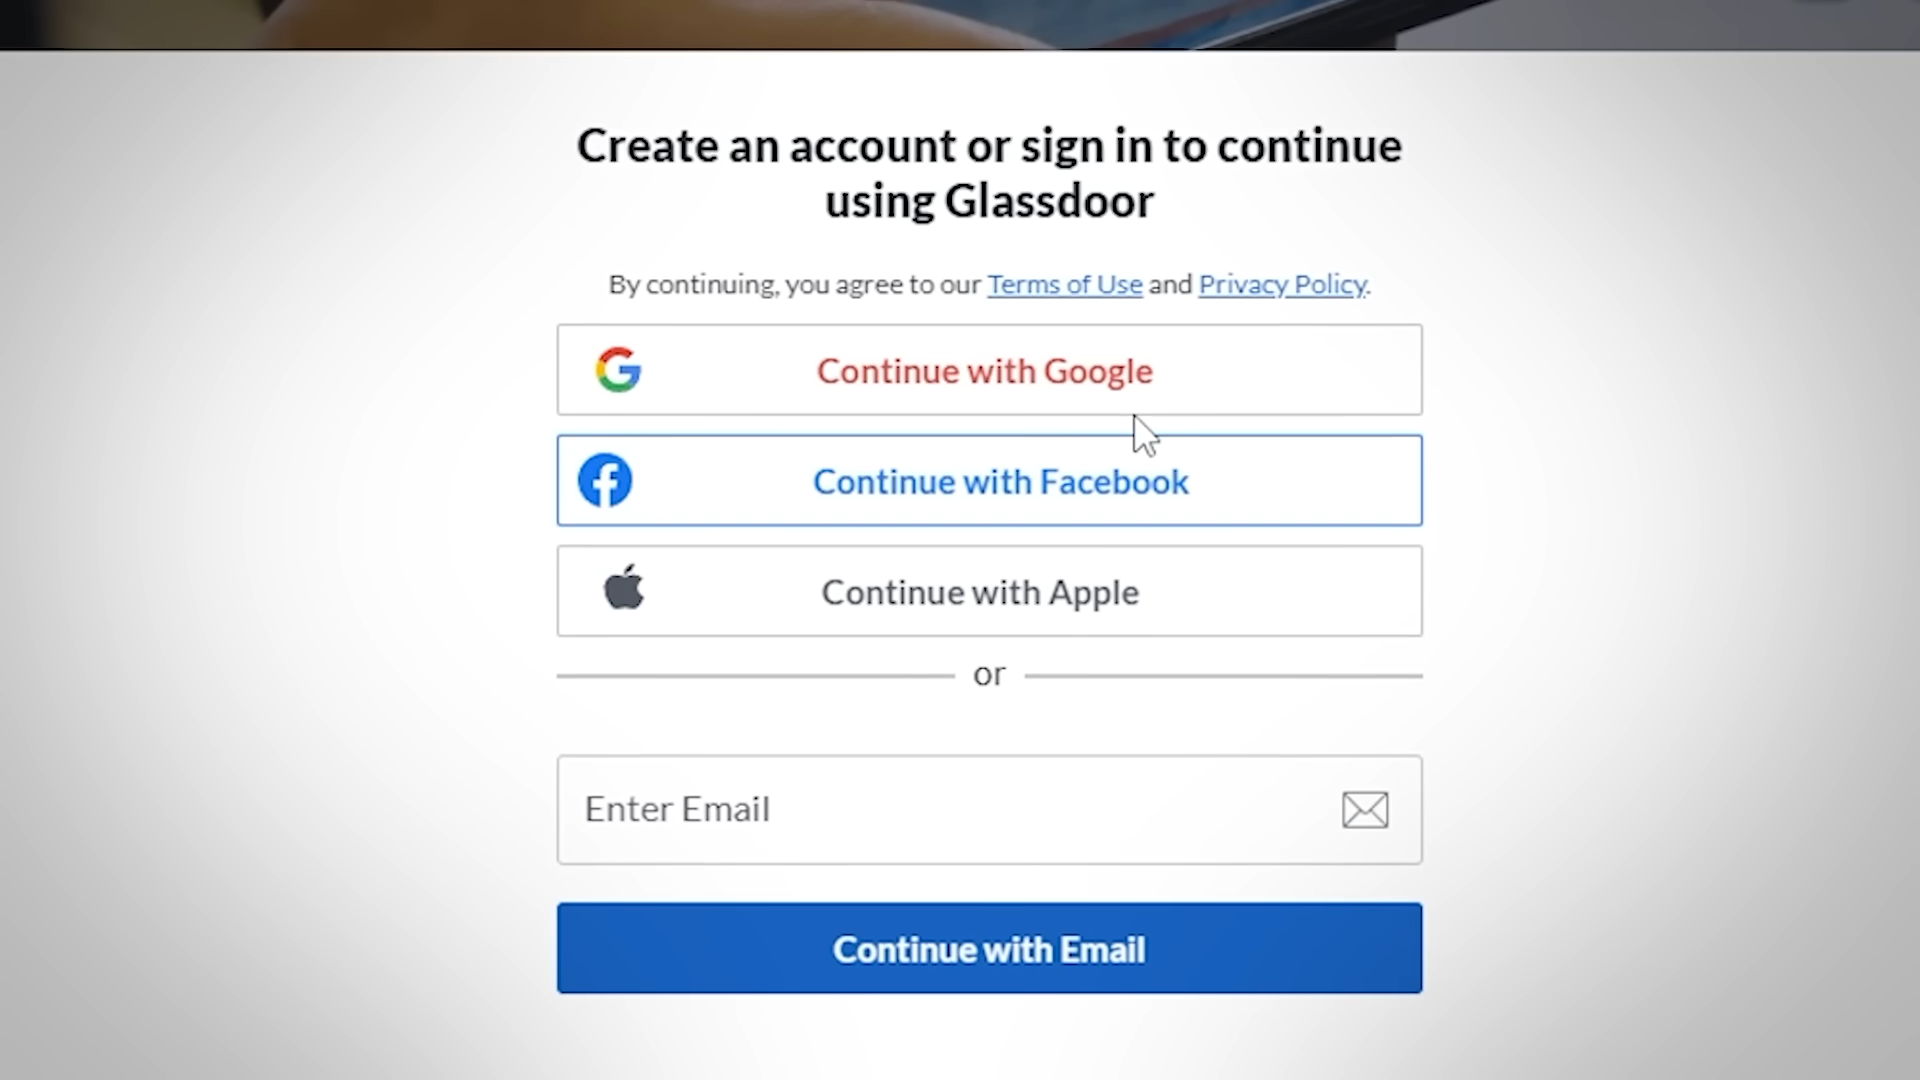 Create an account or sign in to continue
using Glassdoor
By continuing, you agree to our Terms of Use and Privacy Policy.
Continue with Google
Continue with Facebook
Continue with Apple
or
Enter Email
Continue with Email